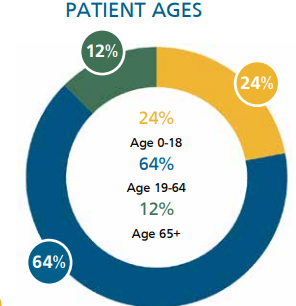 PATIENT AGES
12%
24%
24%
Age 0-18
64%
Age 19-64
12%
Age 65+
64%